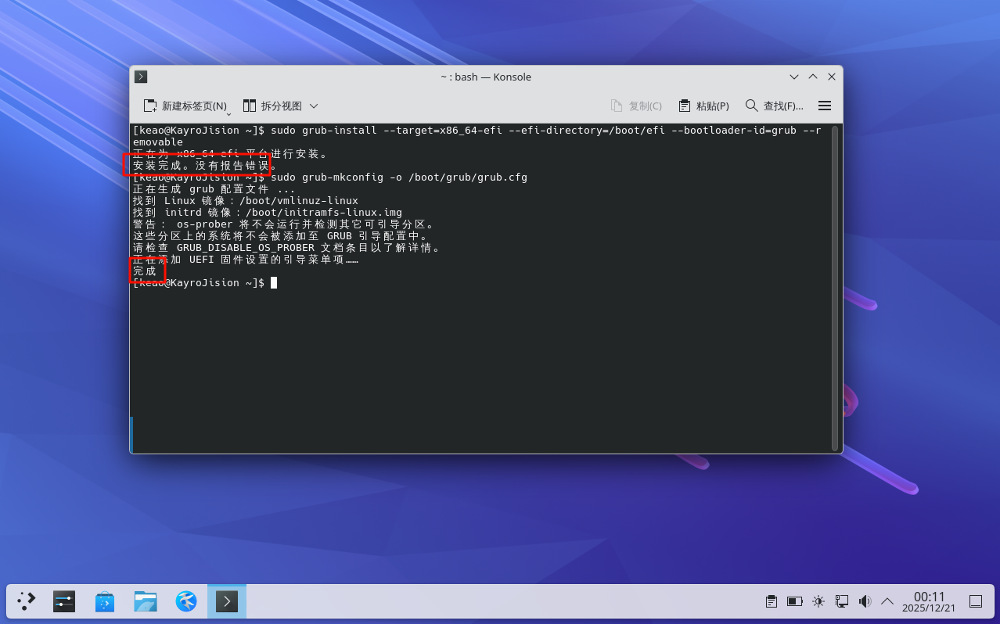 ~ : bash — Konsole
新建标签页(N) 拆分视图 复制(C) 粘贴(P) 查找(F)...
[keao@KayroJision ~]$ sudo grub-install --target=x86_64-efi --efi-directory=/boot/efi --bootloader-id=grub --r
emovable
正在为 x86_64-efi 平台进行安装。
安装完成。没有报告错误。
[keao@KayroJision ~]$ sudo grub-mkconfig -o /boot/grub/grub.cfg
正在生成 grub 配置文件 ...
找到 Linux 镜像：/boot/vmlinuz-linux
找到 initrd 镜像：/boot/initramfs-linux.img
警告： os-prober 将不会运行并检测其它可引导分区。
这些分区上的系统将不会被添加至 GRUB 引导配置中。
请检查 GRUB_DISABLE_OS_PROBER 文档条目以了解详情。
正在添加 UEFI 固件设置的引导菜单项……
完成
[keao@KayroJision ~]$
00:11
2025/12/21